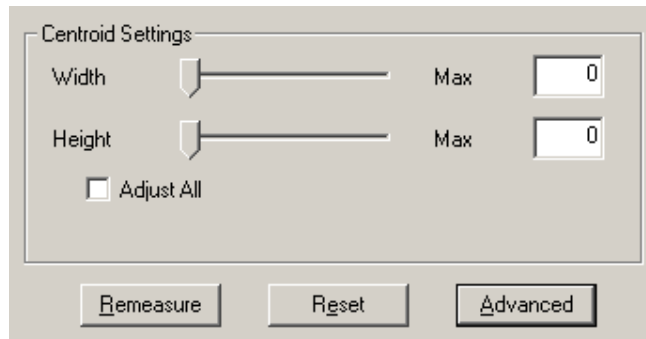 Centroid Settings
Width Max 0
Height Max 0
Adjust All
Remeasure Reset Advanced